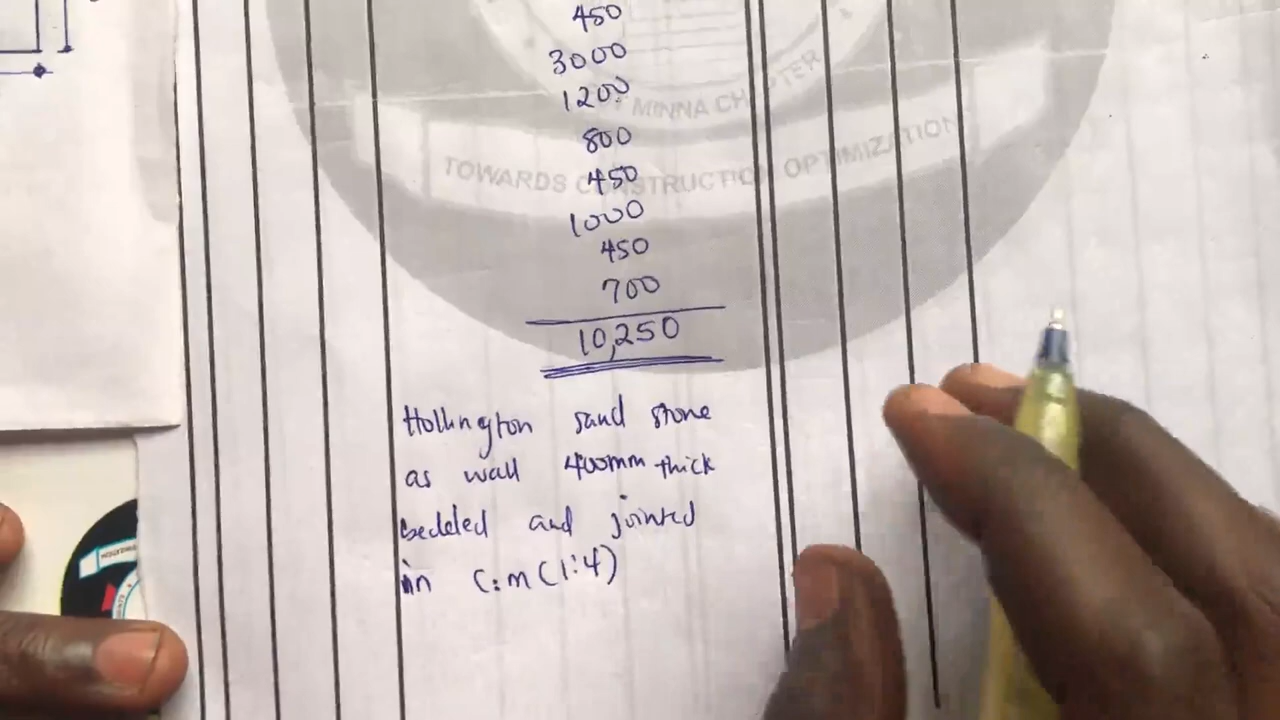 450
3000
1200
MINNA CHAPTER
800
TOWARDS CONSTRUCTION OPTIMIZATION
450
1000
450
700
10,250
Hollington sand stone
as wall 400mm thick
bedded and jointed
in C:m (1:4)